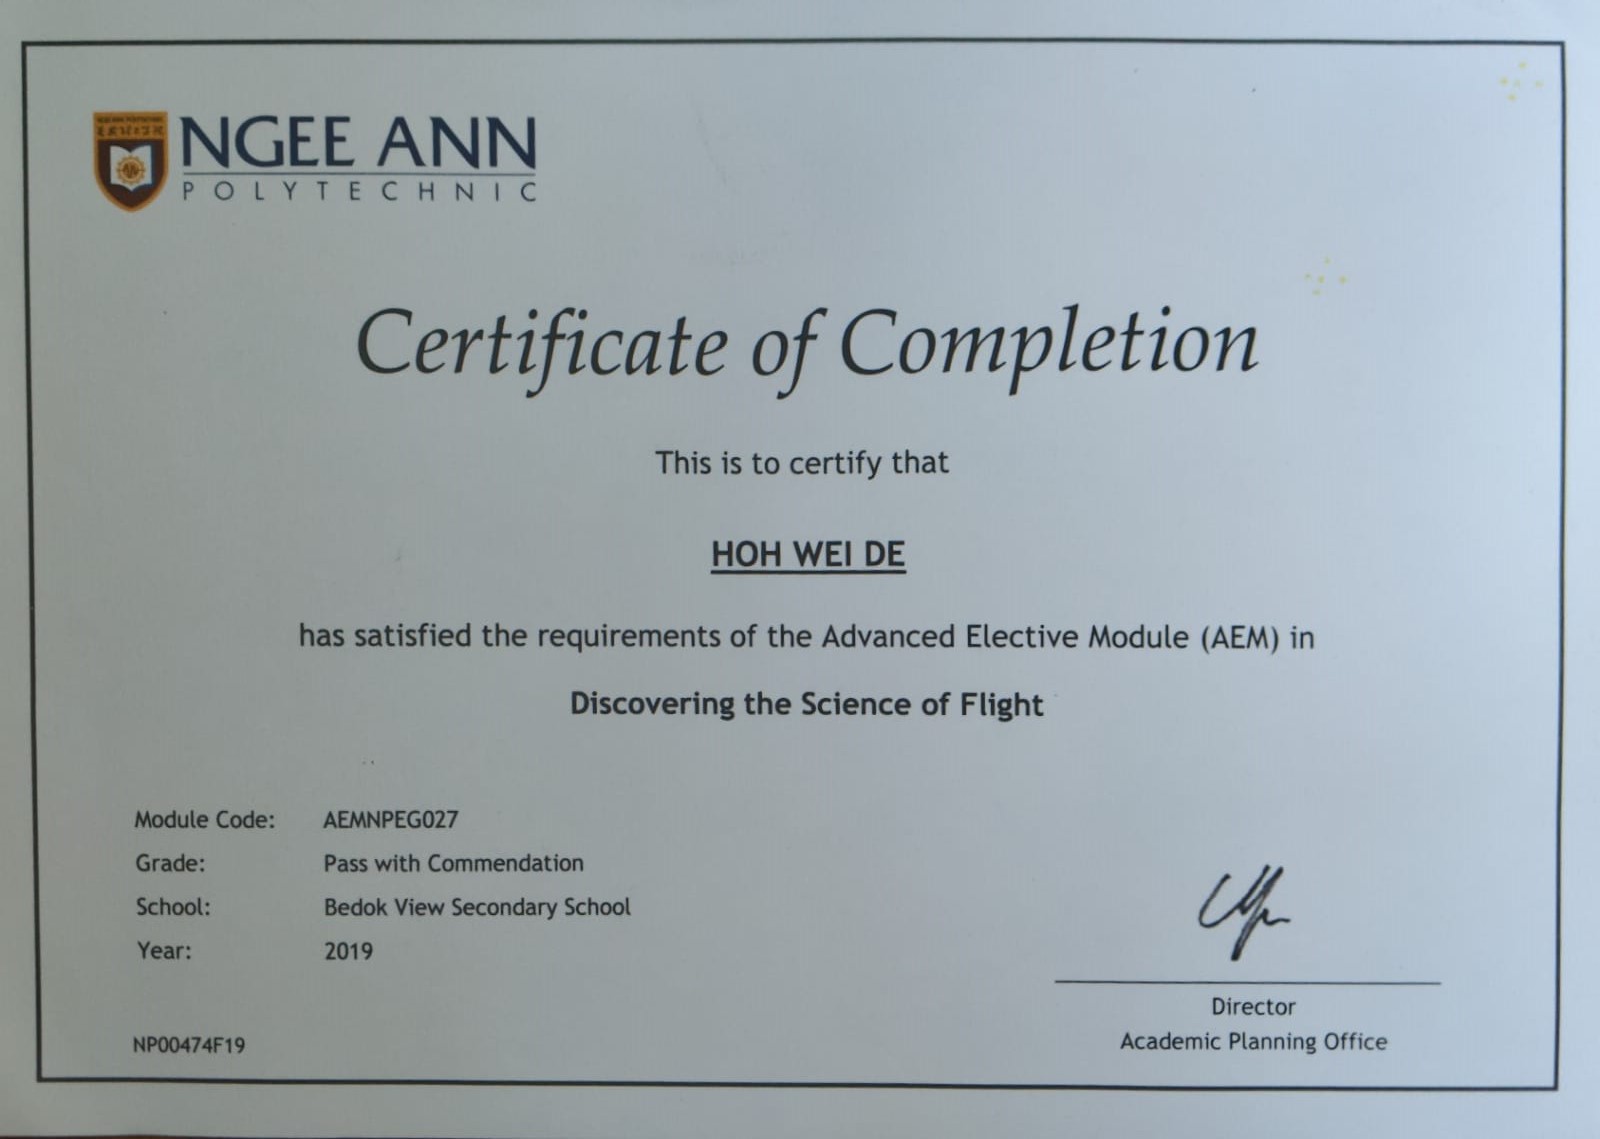 NGEE ANN
POLYTECHNIC
Certificate of Completion
This is to certify that
HOH WEI DE
has satisfied the requirements of the Advanced Elective Module (AEM) in
Discovering the Science of Flight
Module Code: AEMNPEG027
Grade: Pass with Commendation
School: Bedok View Secondary School
Year: 2019
Director
Academic Planning Office
NP00474F19